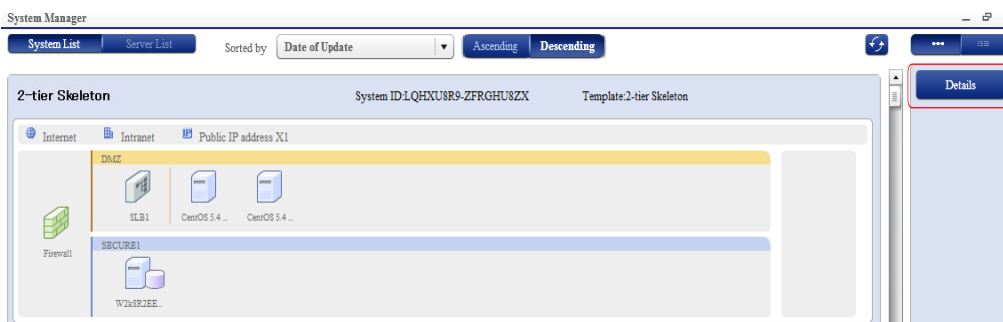 System Manager
System List Server List Sorted by Date of Update Ascending Descending
Details
2-tier Skeleton System ID:LQHXU8R9-ZFRGHU8ZX Template:2-tier Skeleton
Internet Intranet IP Public IP address X1
DMZ
SLB1 CentOS 5.4 ... CentOS 5.4 ...
Firewall
SECURE1
W2k8R2EE...